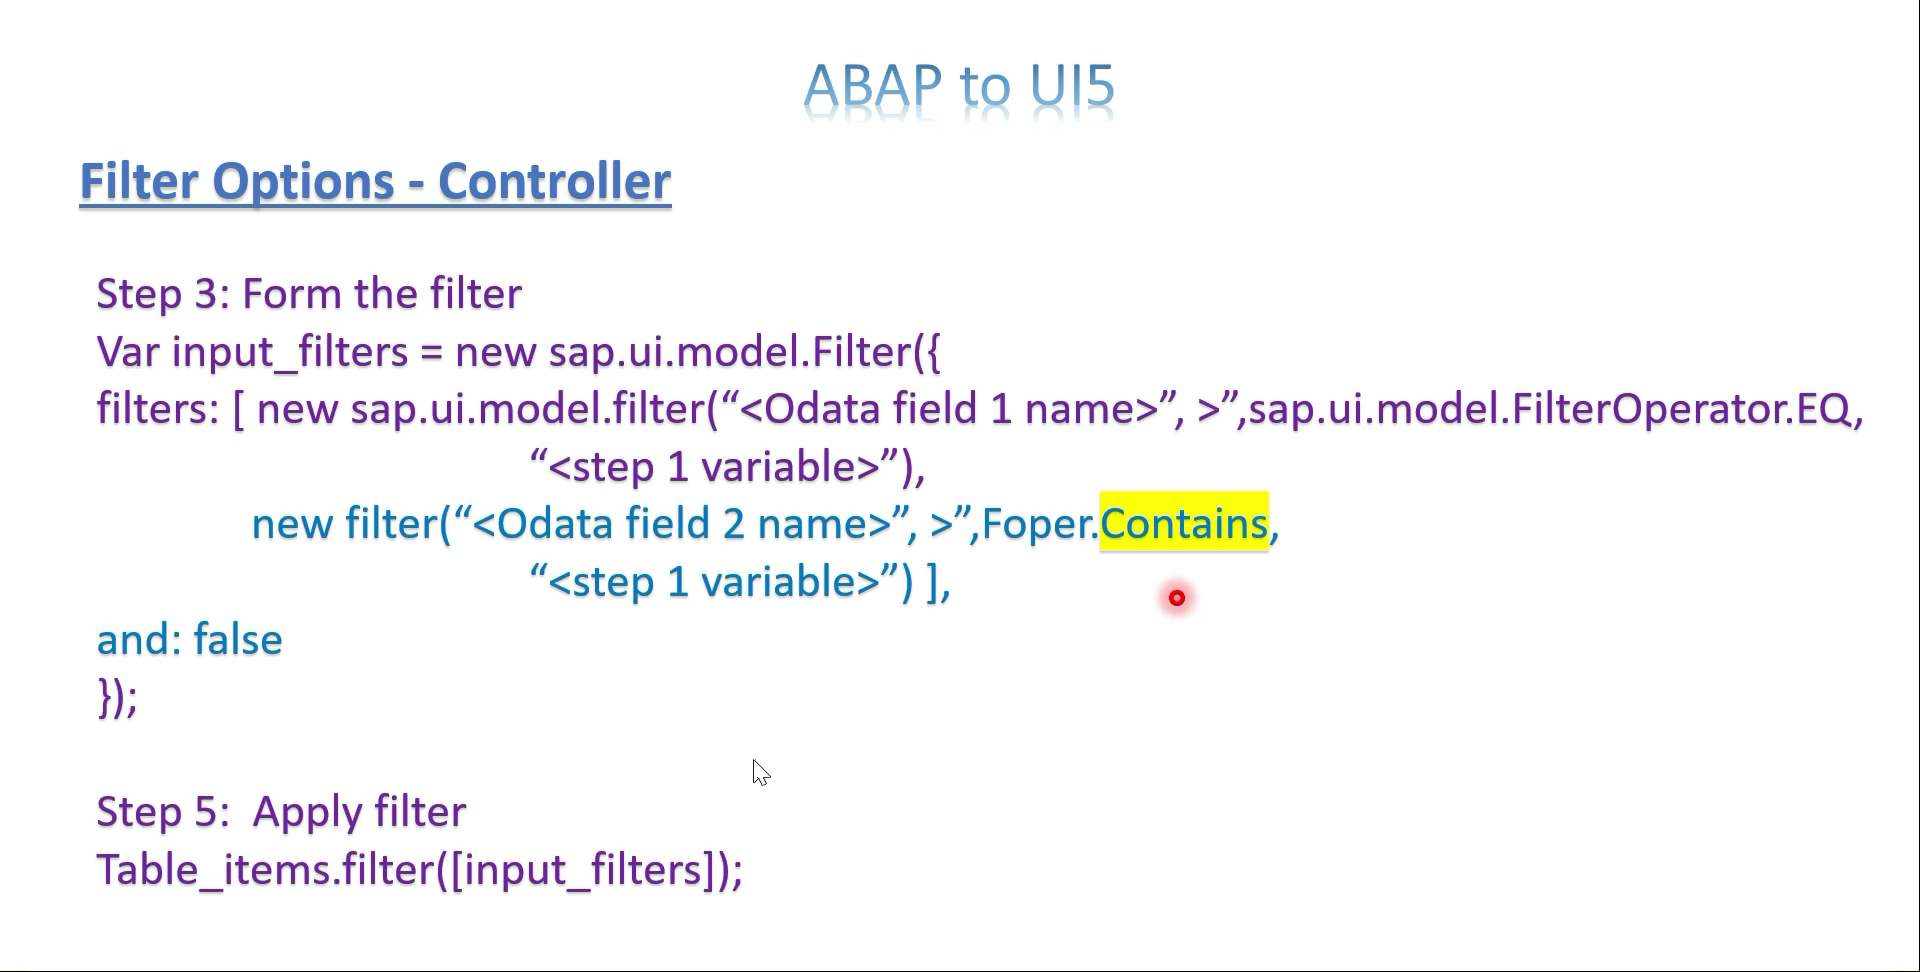 ABAP to UI5
Filter Options - Controller
Step 3: Form the filter
Var input_filters = new sap.ui.model.Filter({
filters: [ new sap.ui.model.filter(“<Odata field 1 name>”, >”,sap.ui.model.FilterOperator.EQ,
“<step 1 variable>”),
new filter(“<Odata field 2 name>”, >”,Foper.Contains,
“<step 1 variable>”) ],
and: false
});
Step 5:  Apply filter
Table_items.filter([input_filters]);